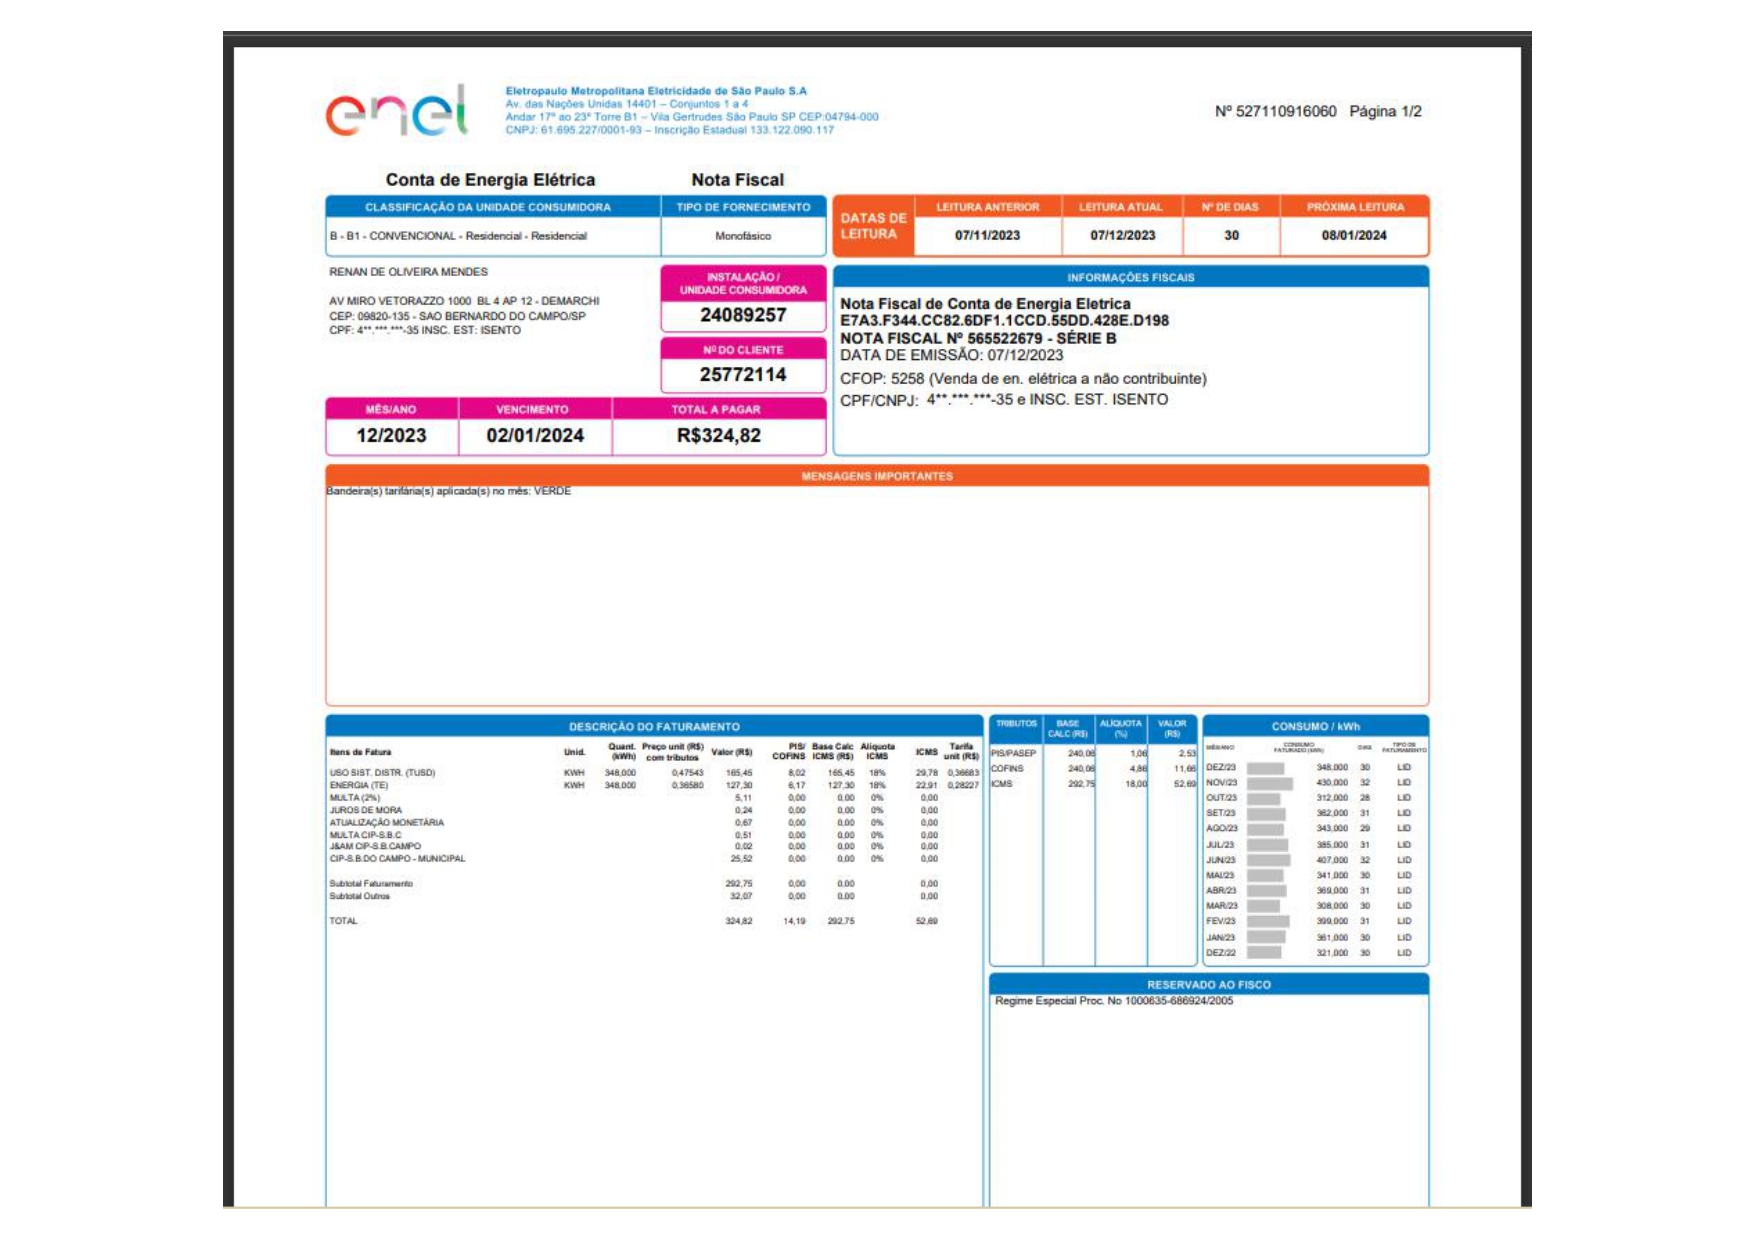 enel
Eletropaulo Metropolitana Eletricidade de São Paulo S.A
Av. das Nações Unidas 14401 – Conjuntos 1 a 4
Andar 17º ao 23º Torre B1 – Vila Gertrudes São Paulo SP CEP:04794-000
CNPJ: 61.695.227/0001-93 – Inscrição Estadual 133.122.090.117
Nº 527110916060 Página 1/2
Conta de Energia Elétrica Nota Fiscal
CLASSIFICAÇÃO DA UNIDADE CONSUMIDORA TIPO DE FORNECIMENTO
B - B1 - CONVENCIONAL - Residencial - Residencial Monofásico
DATAS DE LEITURA
LEITURA ANTERIOR LEITURA ATUAL Nº DE DIAS PRÓXIMA LEITURA
07/11/2023 07/12/2023 30 08/01/2024
RENAN DE OLIVEIRA MENDES
AV MIRO VETORAZZO 1000 BL 4 AP 12 - DEMARCHI
CEP: 09820-135 - SAO BERNARDO DO CAMPO/SP
CPF: 4**.***.***-35 INSC. EST: ISENTO
INSTALAÇÃO /
UNIDADE CONSUMIDORA
24089257
Nº DO CLIENTE
25772114
MÊS/ANO VENCIMENTO TOTAL A PAGAR
12/2023 02/01/2024 R$324,82
INFORMAÇÕES FISCAIS
Nota Fiscal de Conta de Energia Eletrica
E7A3.F344.CC82.6DF1.1CCD.55DD.428E.D198
NOTA FISCAL Nº 565522679 - SÉRIE B
DATA DE EMISSÃO: 07/12/2023
CFOP: 5258 (Venda de en. elétrica a não contribuinte)
CPF/CNPJ: 4**.***.***-35 e INSC. EST. ISENTO
MENSAGENS IMPORTANTES
Bandeira(s) tarifária(s) aplicada(s) no mês: VERDE
DESCRIÇÃO DO FATURAMENTO
Itens de Fatura Unid. Quant. (kWh) Preço unit (R$) com tributos Valor (R$) PIS/ COFINS Base Calc ICMS (R$) Aliquota ICMS ICMS Tarifa unit (R$)
USO SIST. DISTR. (TUSD) KWH 348,000 0,47543 165,45 8,02 165,45 18% 29,78 0,36683
ENERGIA (TE) KWH 348,000 0,36580 127,30 6,17 127,30 18% 22,91 0,28227
MULTA (2%) 5,11 0,00 0,00 0% 0,00
JUROS DE MORA 0,24 0,00 0,00 0% 0,00
ATUALIZAÇÃO MONETÁRIA 0,67 0,00 0,00 0% 0,00
MULTA CIP-S.B.C 0,51 0,00 0,00 0% 0,00
J&AM CIP-S.B.CAMPO 0,02 0,00 0,00 0% 0,00
CIP-S.B.DO CAMPO - MUNICIPAL 25,52 0,00 0,00 0% 0,00
Subtotal Faturamento 292,75 0,00 0,00 0,00
Subtotal Outros 32,07 0,00 0,00 0,00
TOTAL 324,82 14,19 292,75 52,69
TRIBUTOS BASE CALC (R$) ALÍQUOTA (%) VALOR (R$)
PIS/PASEP 240,06 1,06 2,53
COFINS 240,06 4,86 11,66
ICMS 292,75 18,00 52,69
CONSUMO / kWh
MÊS/ANO CONSUMO FATURADO (kWh) DIAS TIPO DE FATURAMENTO
DEZ/23 348,000 30 LID
NOV/23 430,000 32 LID
OUT/23 312,000 28 LID
SET/23 362,000 31 LID
AGO/23 343,000 29 LID
JUL/23 385,000 31 LID
JUN/23 407,000 32 LID
MAI/23 341,000 30 LID
ABR/23 369,000 31 LID
MAR/23 308,000 30 LID
FEV/23 399,000 31 LID
JAN/23 361,000 30 LID
DEZ/22 321,000 30 LID
RESERVADO AO FISCO
Regime Especial Proc. No 1000635-686924/2005